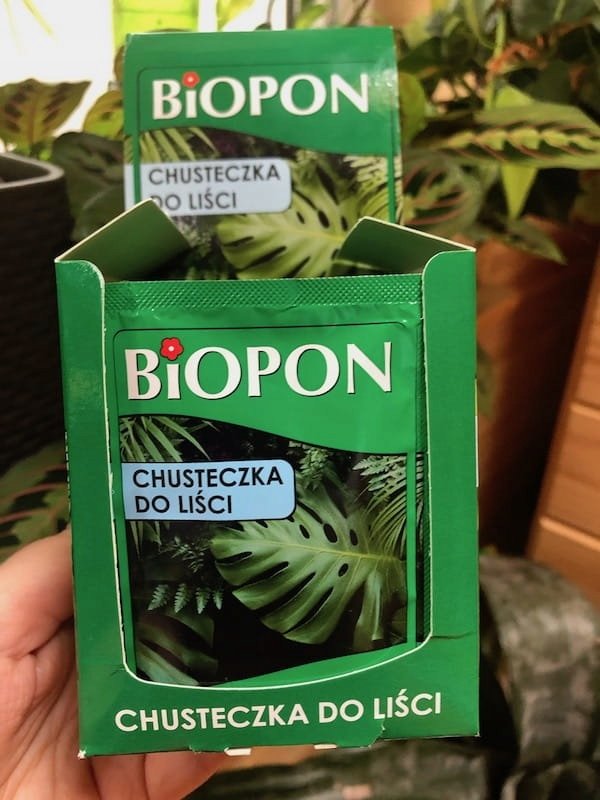 BiOPON
CHUSTECZKA
DO LIŚCI
BiOPON
CHUSTECZKA
DO LIŚCI
CHUSTECZKA DO LIŚCI